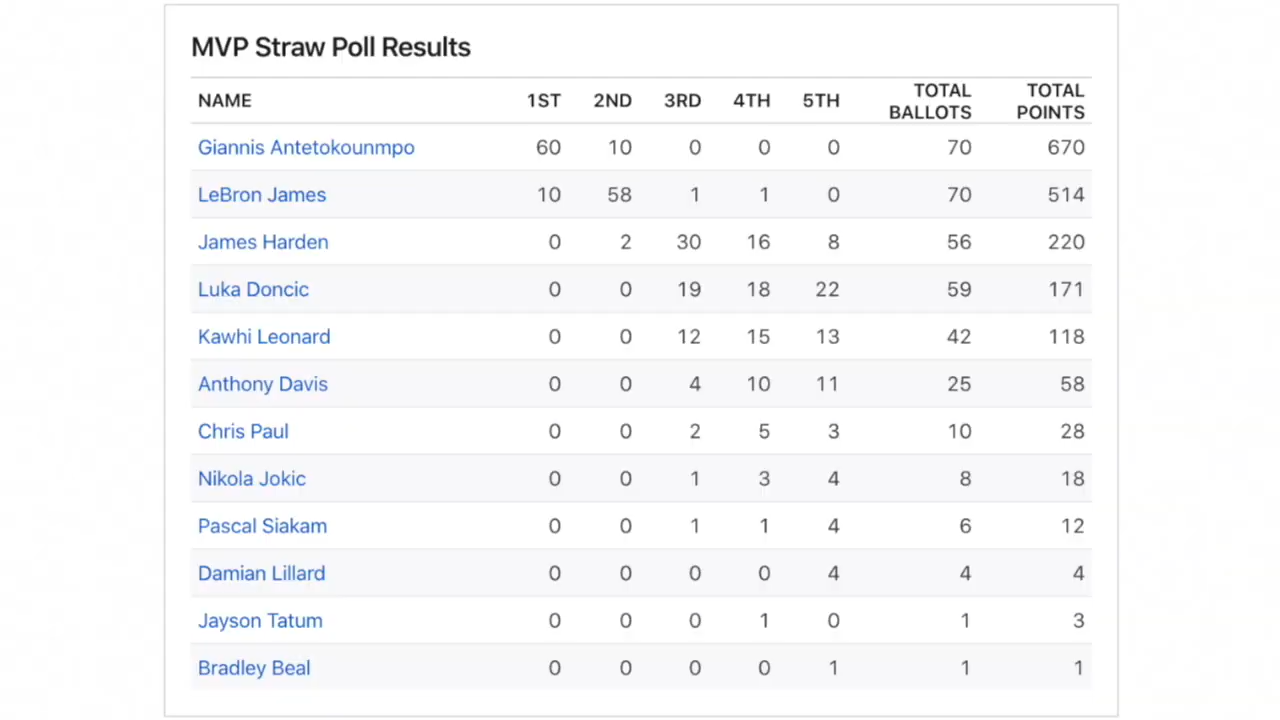 MVP Straw Poll Results
NAME 1ST 2ND 3RD 4TH 5TH TOTAL BALLOTS TOTAL POINTS
Giannis Antetokounmpo 60 10 0 0 0 70 670
LeBron James 10 58 1 1 0 70 514
James Harden 0 2 30 16 8 56 220
Luka Doncic 0 0 19 18 22 59 171
Kawhi Leonard 0 0 12 15 13 42 118
Anthony Davis 0 0 4 10 11 25 58
Chris Paul 0 0 2 5 3 10 28
Nikola Jokic 0 0 1 3 4 8 18
Pascal Siakam 0 0 1 1 4 6 12
Damian Lillard 0 0 0 0 4 4 4
Jayson Tatum 0 0 0 1 0 1 3
Bradley Beal 0 0 0 0 1 1 1